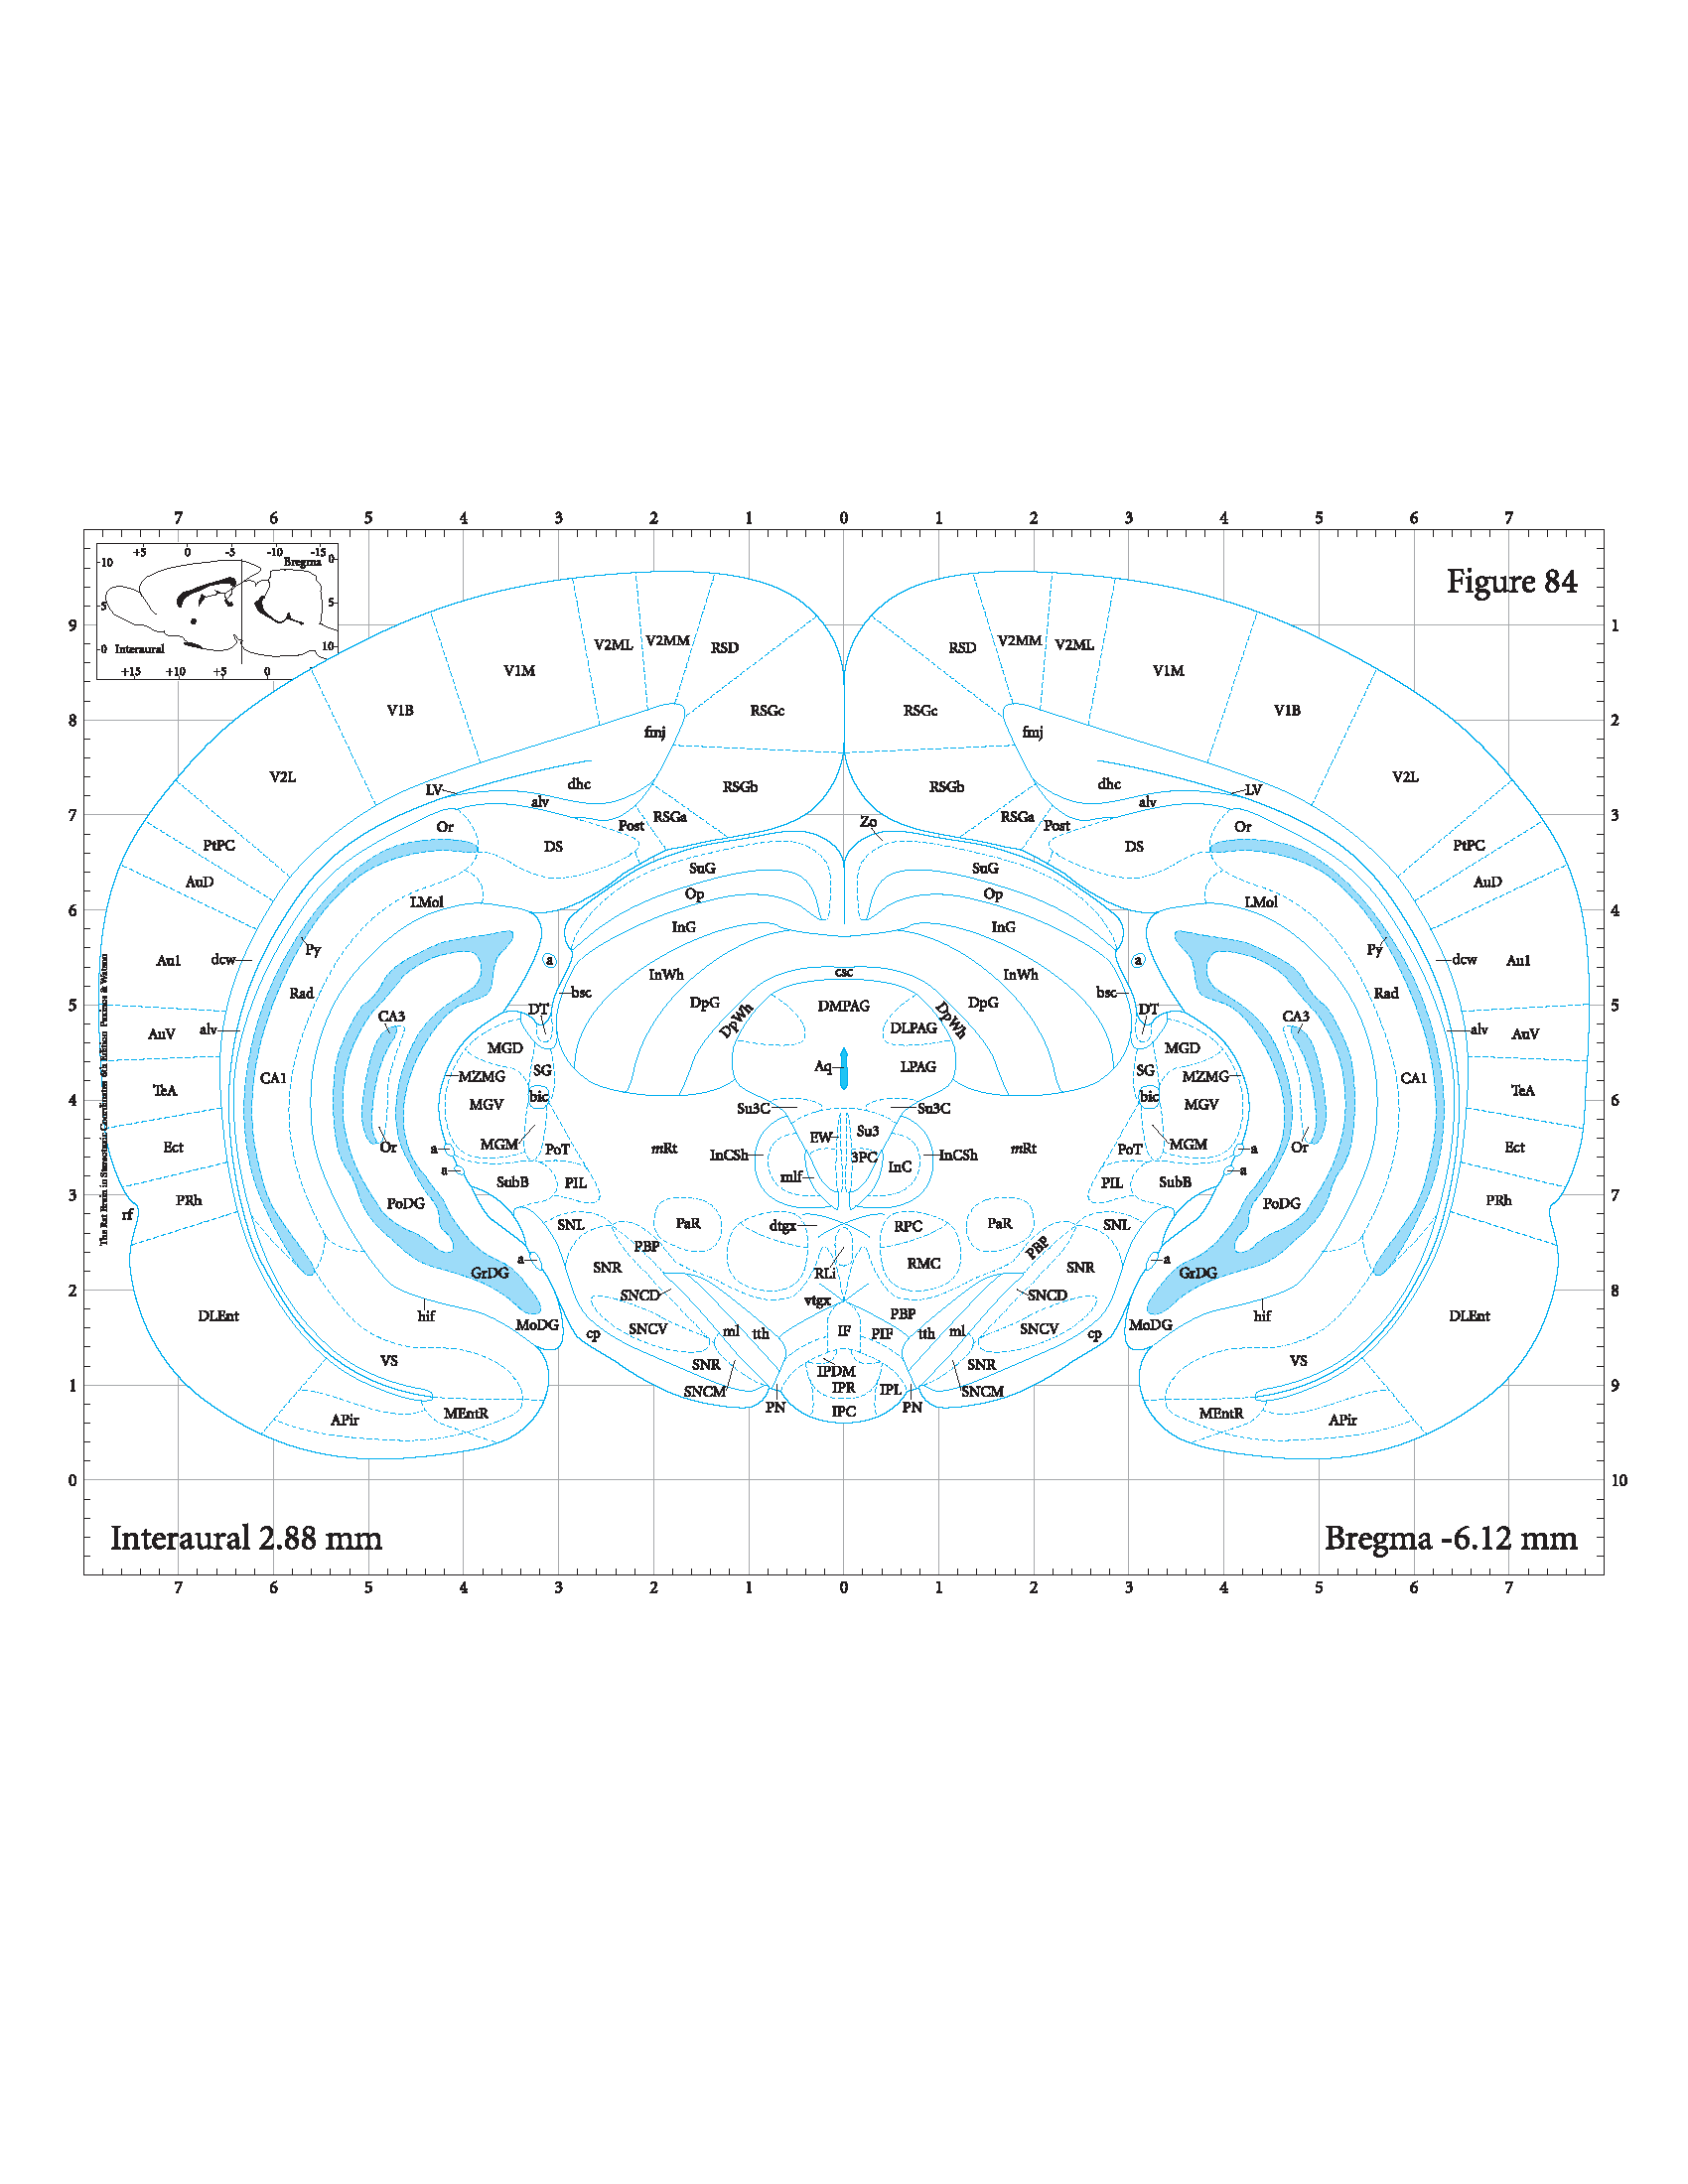 7 6 5 4 3 2 1 0 1 2 3 4 5 6 7
+5 0 -5 -10 -15
Bregma
10 0
5 5
0 Interaural 10
+15 +10 +5 0
Figure 84
9 1
V2ML V2MM RSD RSD V2MM V2ML
V1M V1M
V1B RSGc RSGc V1B
8 2
fmj fmj
V2L V2L
LV dhc RSGb RSGb dhc LV
alv alv
7 3
Or Post RSGa Zo RSGa Post Or
PtPC DS DS PtPC
AuD SuG SuG AuD
LMol Op Op LMol
6 4
InG InG
Py Py
Au1 dcw a a dcw Au1
Rad InWh csc InWh Rad
bsc bsc
5 5
CA3 DT DpG DpWh DMPAG DpWh DpG DT CA3
AuV alv DLPAG alv AuV
MGD MGD
CA1 MZMG SG Aq LPAG SG MZMG CA1
TeA TeA
4 6
MGV bic Su3C Su3C bic MGV
EW Su3
Ect Or a MGM PoT mRt InCSh 3PC InCSh mRt PoT MGM a Or Ect
a mlf InC a
SubB PIL PIL SubB
3 7
PRh PoDG PoDG PRh
rf SNL PaR dtgx RPC PaR SNL
PBP PBP
a SNR RLi RMC SNR a
GrDG GrDG
2 8
SNCD vtgx SNCD
DLEnt hif MoDG PBP MoDG hif DLEnt
cp SNCV ml tth IF PIF tth ml SNCV cp
VS SNR IPDM SNR VS
1 9
SNCM IPR IPL SNCM
APir MEntR PN IPC PN MEntR APir
0 10
The Rat Brain in Stereotaxic Coordinates 6th Edition Paxinos & Watson
Interaural 2.88 mm Bregma -6.12 mm
7 6 5 4 3 2 1 0 1 2 3 4 5 6 7